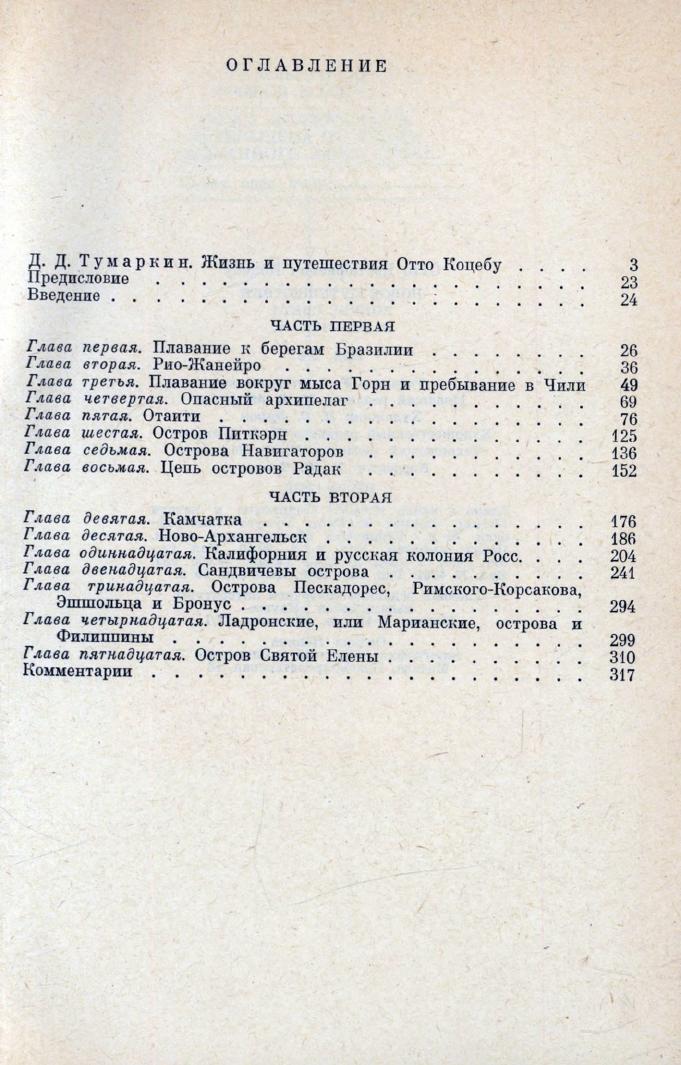 ОГЛАВЛЕНИЕ
Д. Д. Тумаркин. Жизнь и путешествия Отто Коцебу . . . . 3
Предисловие . . . . . . . . . . . . . . . . . . 23
Введение . . . . . . . . . . . . . . . . . . . . 24
ЧАСТЬ ПЕРВАЯ
Глава первая. Плавание к берегам Бразилии . . . . . . . 26
Глава вторая. Рио-Жанейро . . . . . . . . . . . . . 36
Глава третья. Плавание вокруг мыса Горн и пребывание в Чили 49
Глава четвертая. Опасный архипелаг . . . . . . . . . . 69
Глава пятая. Отаити . . . . . . . . . . . . . . . . 76
Глава шестая. Остров Питкэрн . . . . . . . . . . . . 125
Глава седьмая. Острова Навигаторов . . . . . . . . . . 136
Глава восьмая. Цепь островов Радак . . . . . . . . . . 152
ЧАСТЬ ВТОРАЯ
Глава девятая. Камчатка . . . . . . . . . . . . . . 176
Глава десятая. Ново-Архангельск . . . . . . . . . . . 186
Глава одиннадцатая. Калифорния и русская колония Росс. . . . 204
Глава двенадцатая. Сандвичевы острова . . . . . . . . . 241
Глава тринадцатая. Острова Пескадорес, Римского-Корсакова,
Эшшольца и Бронус . . . . . . . . . . . . . . . . 294
Глава четырнадцатая. Ладронские, или Марианские, острова и
Филиппины . . . . . . . . . . . . . . . . . . . 299
Глава пятнадцатая. Остров Святой Елены . . . . . . . . . 310
Комментарии . . . . . . . . . . . . . . . . . . . 317